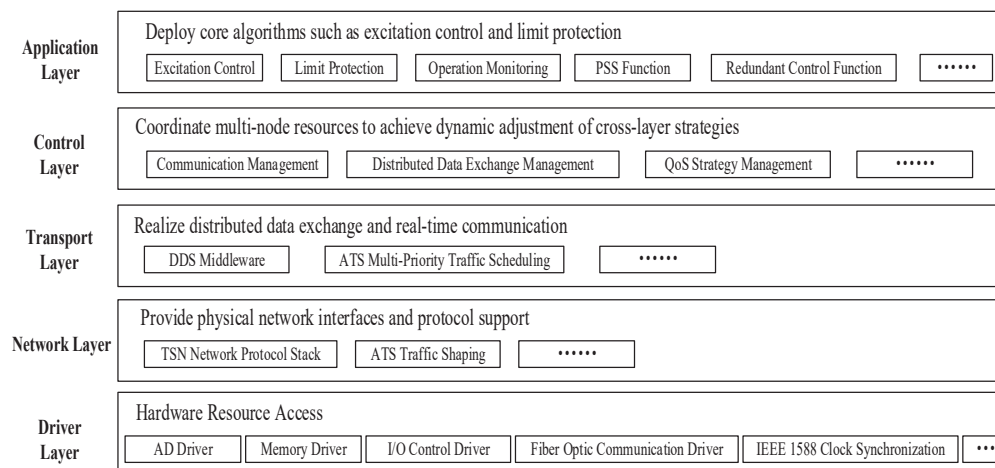 Application Layer
Deploy core algorithms such as excitation control and limit protection
Excitation Control Limit Protection Operation Monitoring PSS Function Redundant Control Function ······
Control Layer
Coordinate multi-node resources to achieve dynamic adjustment of cross-layer strategies
Communication Management Distributed Data Exchange Management QoS Strategy Management ······
Transport Layer
Realize distributed data exchange and real-time communication
DDS Middleware ATS Multi-Priority Traffic Scheduling ······
Network Layer
Provide physical network interfaces and protocol support
TSN Network Protocol Stack ATS Traffic Shaping ······
Driver Layer
Hardware Resource Access
AD Driver Memory Driver I/O Control Driver Fiber Optic Communication Driver IEEE 1588 Clock Synchronization ···